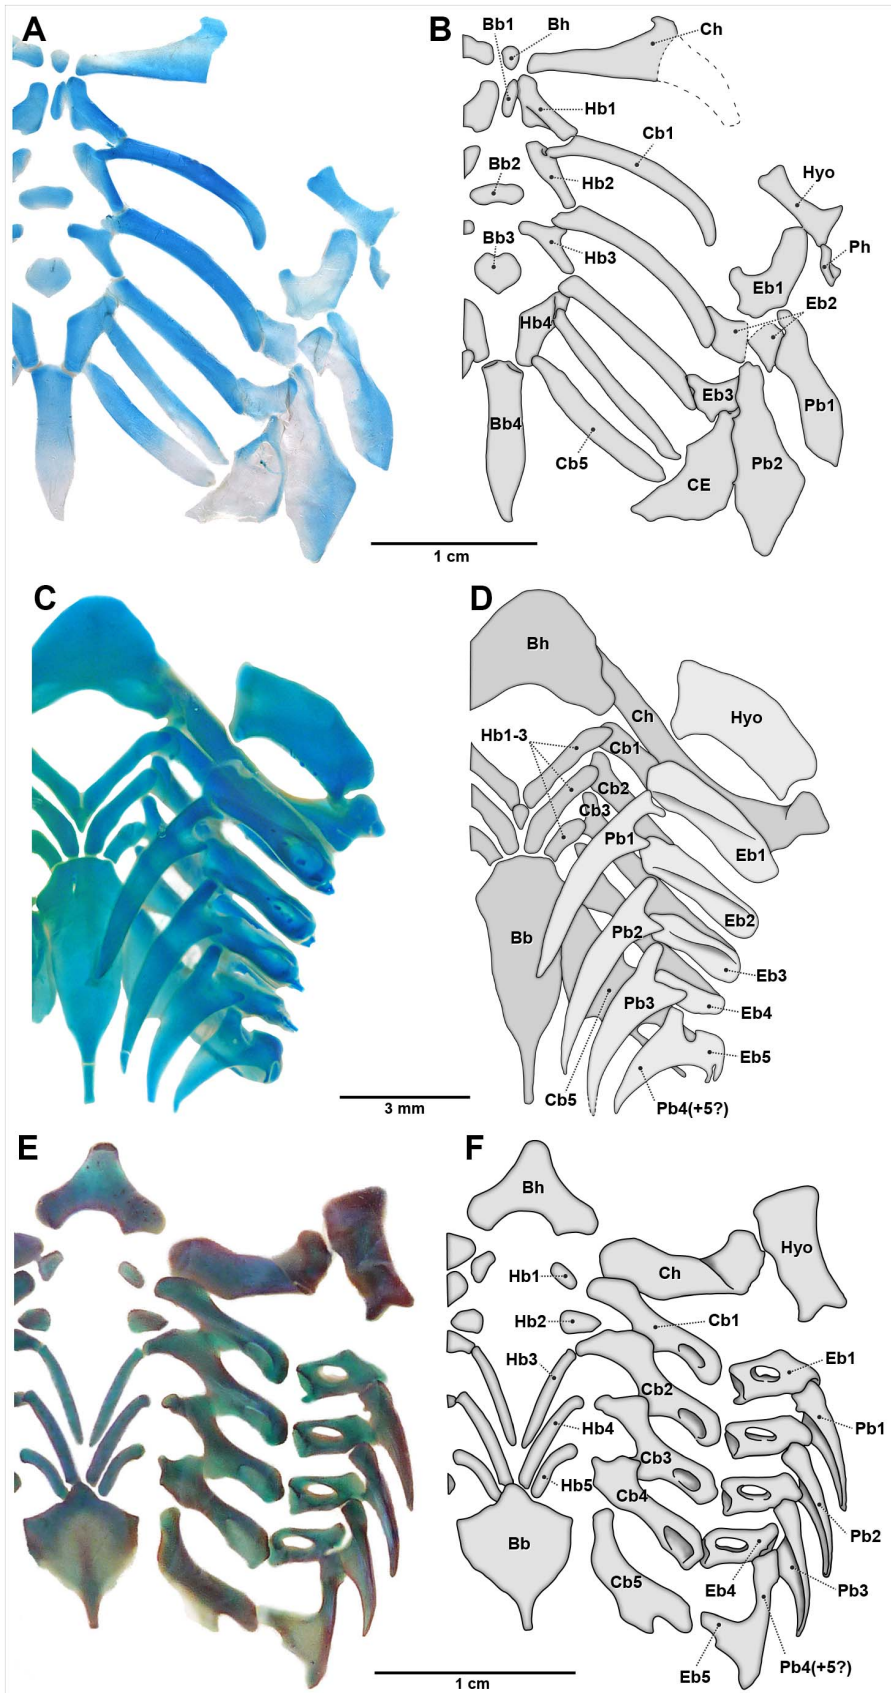 A
B
Bb1
Bh
Ch
Hb1
Cb1
Bb2
Hb2
Hyo
Bb3
Hb3
Ph
Eb1
Eb2
Hb4
Eb3
Pb1
Bb4
Cb5
CE
Pb2
1 cm
C
D
Bh
Ch
Hyo
Hb1-3
Cb1
Cb2
Cb3
Pb1
Eb1
Bb
Pb2
Eb2
Eb3
Pb3
Eb4
Eb5
Cb5
Pb4(+5?)
3 mm
E
F
Bh
Hyo
Hb1
Ch
Hb2
Cb1
Hb3
Eb1
Cb2
Pb1
Hb4
Cb3
Hb5
Cb4
Pb2
Bb
Cb5
Eb4
Pb3
Eb5
Pb4(+5?)
1 cm